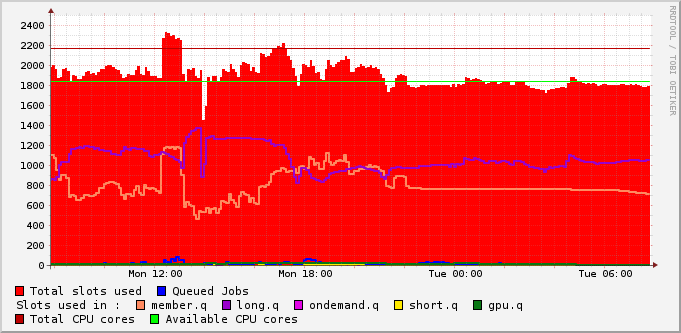 RRDTOOL / TOBI OETIKER
2400
2200
2000
1800
1600
1400
1200
1000
800
600
400
200
0
Mon 12:00 Mon 18:00 Tue 00:00 Tue 06:00
Total slots used Queued Jobs
Slots used in : member.q long.q ondemand.q short.q gpu.q
Total CPU cores Available CPU cores